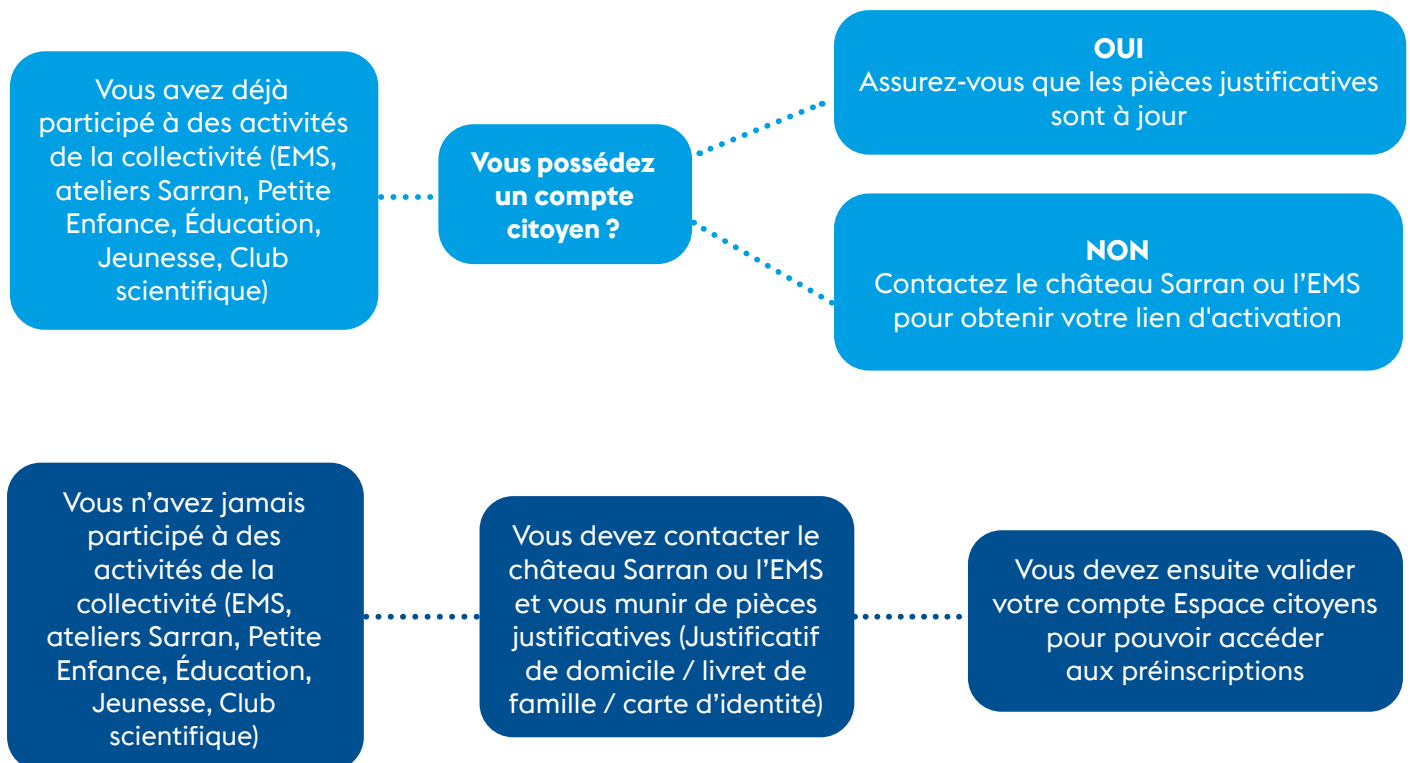 Vous avez déjà
participé à des activités
de la collectivité (EMS,
ateliers Sarran, Petite
Enfance, Éducation,
Jeunesse, Club
scientifique)
Vous possédez
un compte
citoyen ?
OUI
Assurez-vous que les pièces justificatives
sont à jour
NON
Contactez le château Sarran ou l’EMS
pour obtenir votre lien d'activation
Vous n’avez jamais
participé à des
activités de la
collectivité (EMS,
ateliers Sarran, Petite
Enfance, Éducation,
Jeunesse, Club
scientifique)
Vous devez contacter le
château Sarran ou l’EMS
et vous munir de pièces
justificatives (Justificatif
de domicile / livret de
famille / carte d’identité)
Vous devez ensuite valider
votre compte Espace citoyens
pour pouvoir accéder
aux préinscriptions